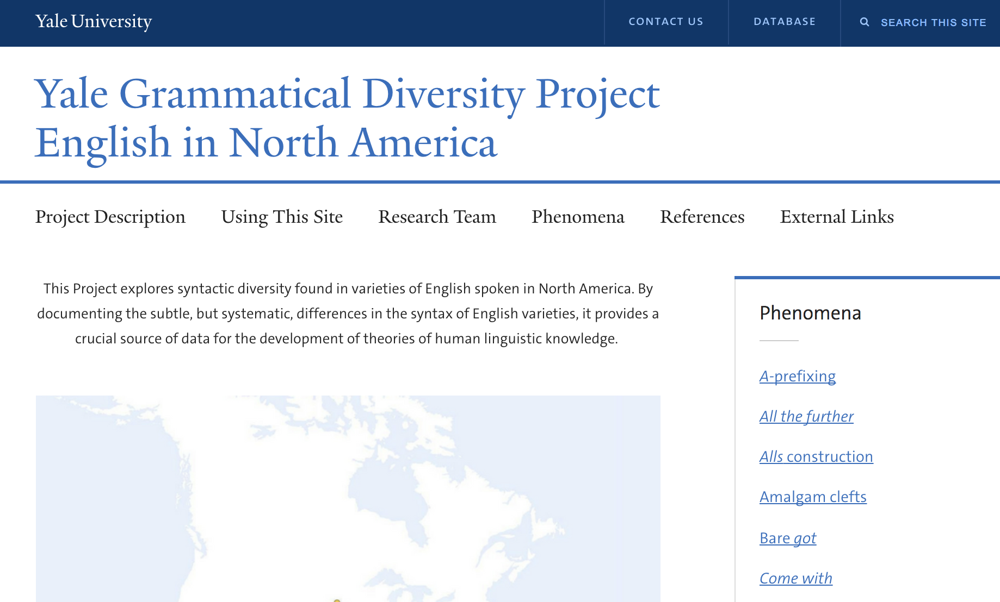 Yale University
CONTACT US
DATABASE
SEARCH THIS SITE
Yale Grammatical Diversity Project
English in North America
Project Description
Using This Site
Research Team
Phenomena
References
External Links
This Project explores syntactic diversity found in varieties of English spoken in North America. By
documenting the subtle, but systematic, differences in the syntax of English varieties, it provides a
crucial source of data for the development of theories of human linguistic knowledge.
Phenomena
A-prefixing
All the further
Alls construction
Amalgam clefts
Bare got
Come with